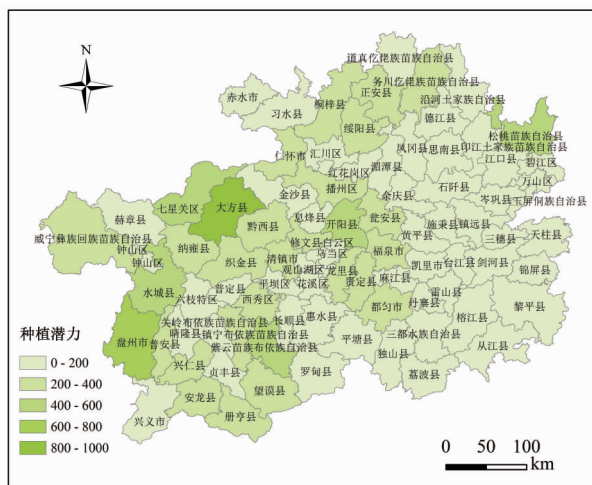 N
道真仡佬族苗族自治县
务川仡佬族苗族自治县
正安县
沿河土家族自治县
赤水市
桐梓县
习水县
德江县
绥阳县
松桃苗族自治县
凤冈县
思南县
印江土家族苗族自治县
仁怀市
汇川区
江口县
碧江区
红花岗区
湄潭县
万山区
七星关区
大方县
金沙县
播州区
石阡县
余庆县
岑巩县
玉屏侗族自治县
赫章县
息烽县
开阳县
瓮安县
黔西县
施秉县
镇远县
威宁彝族回族苗族自治县
黄平县
三穗县
天柱县
纳雍县
修文县
白云区
钟山区
织金县
清镇市
乌当区
福泉市
钟山区
观山湖区
龙里县
凯里市
台江县
剑河县
麻江县
锦屏县
水城县
普定县
平坝区
花溪区
贵定县
六枝特区
西秀区
雷山县
丹寨县
都匀市
榕江县
黎平县
惠水县
长顺县
关岭布依族苗族自治县
种植潜力
晴隆县
镇宁布依族苗族自治县
三都水族自治县
盘州市
普安县
紫云苗族布依族自治县
平塘县
从江县
0 - 200
独山县
兴仁县
贞丰县
罗甸县
荔波县
200 - 400
望谟县
400 - 600
安龙县
册亨县
600 - 800
兴义市
800 - 1000
0 50 100
km